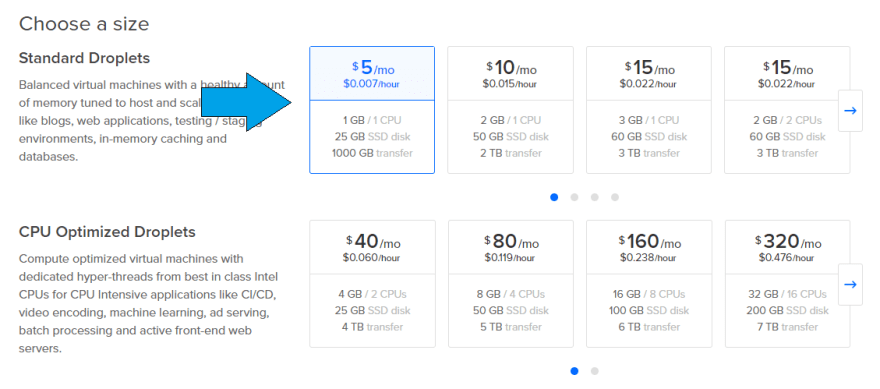 Choose a size
Standard Droplets
Balanced virtual machines with a healthy amount
of memory tuned to host and scal
like blogs, web applications, testing / staging
environments, in-memory caching and
databases.
$5/mo
$0.007/hour
1 GB / 1 CPU
25 GB SSD disk
1000 GB transfer
$10/mo
$0.015/hour
2 GB / 1 CPU
50 GB SSD disk
2 TB transfer
$15/mo
$0.022/hour
3 GB / 1 CPU
60 GB SSD disk
3 TB transfer
$15/mo
$0.022/hour
2 GB / 2 CPUs
60 GB SSD disk
3 TB transfer
CPU Optimized Droplets
Compute optimized virtual machines with
dedicated hyper-threads from best in class Intel
CPUs for CPU Intensive applications like CI/CD,
video encoding, machine learning, ad serving,
batch processing and active front-end web
servers.
$40/mo
$0.060/hour
4 GB / 2 CPUs
25 GB SSD disk
4 TB transfer
$80/mo
$0.119/hour
8 GB / 4 CPUs
50 GB SSD disk
5 TB transfer
$160/mo
$0.238/hour
16 GB / 8 CPUs
100 GB SSD disk
6 TB transfer
$320/mo
$0.476/hour
32 GB / 16 CPUs
200 GB SSD disk
7 TB transfer